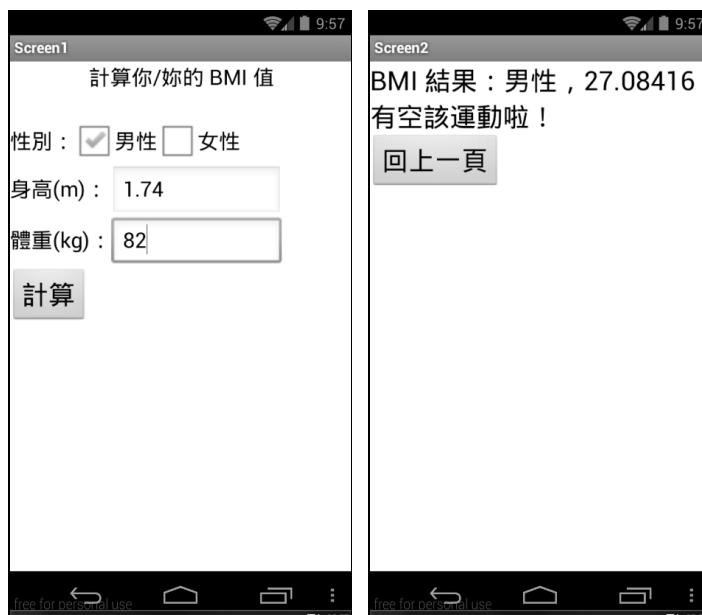 9:57
Screen1
計算你/妳的 BMI 值
性別： 男性 女性
身高(m)： 1.74
體重(kg)： 82
計算
free for personal use
9:57
Screen2
BMI 結果：男性，27.08416
有空該運動啦！
回上一頁
free for personal use